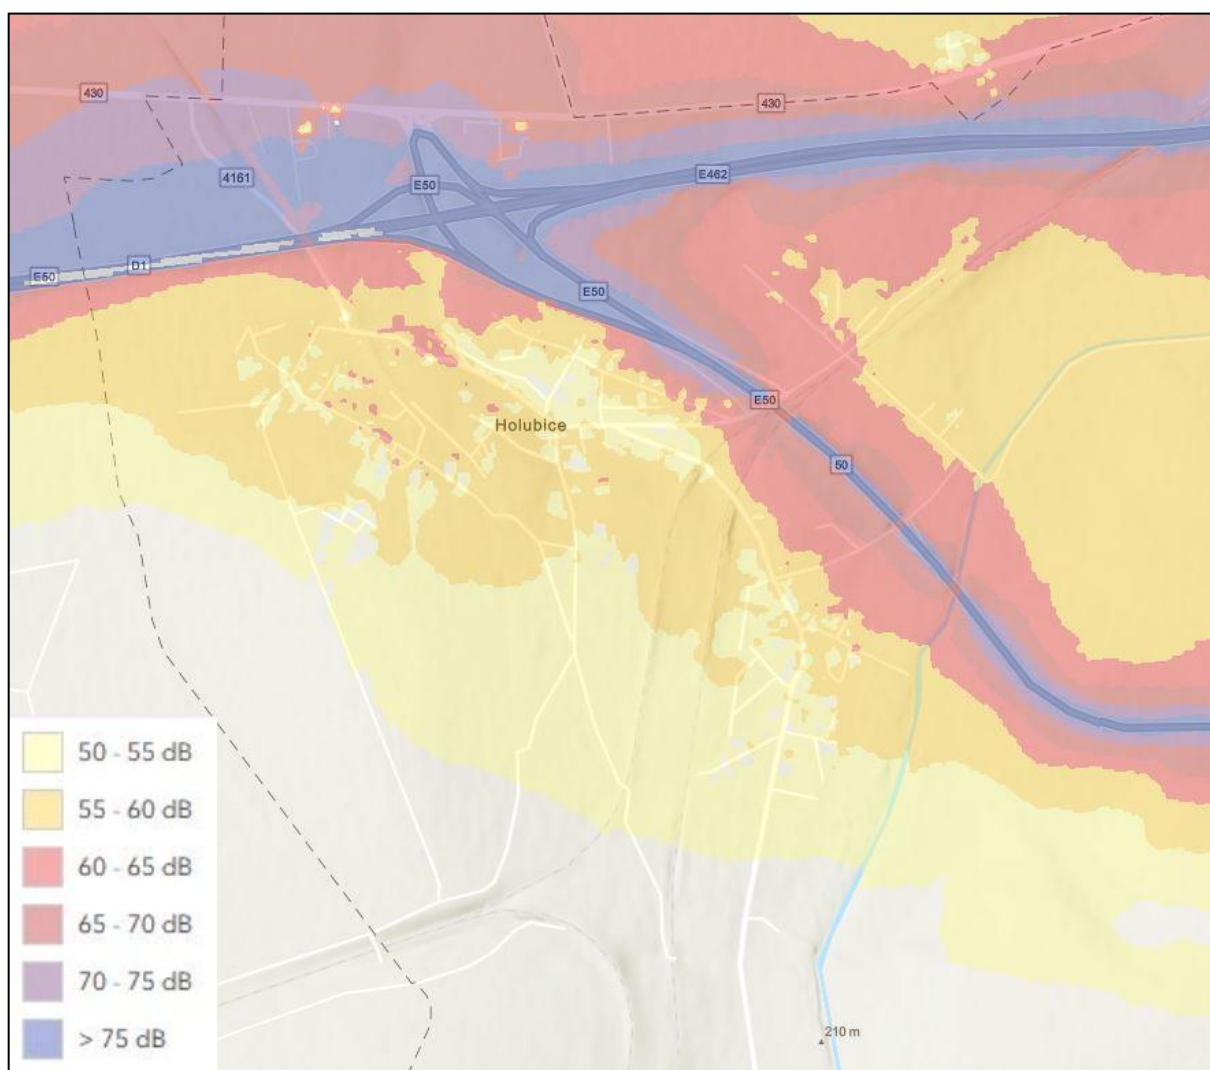 430
430
4161
E50
E462
D1
E50
E50
E50
Holubice
50
50 - 55 dB
55 - 60 dB
60 - 65 dB
65 - 70 dB
70 - 75 dB
> 75 dB
210 m